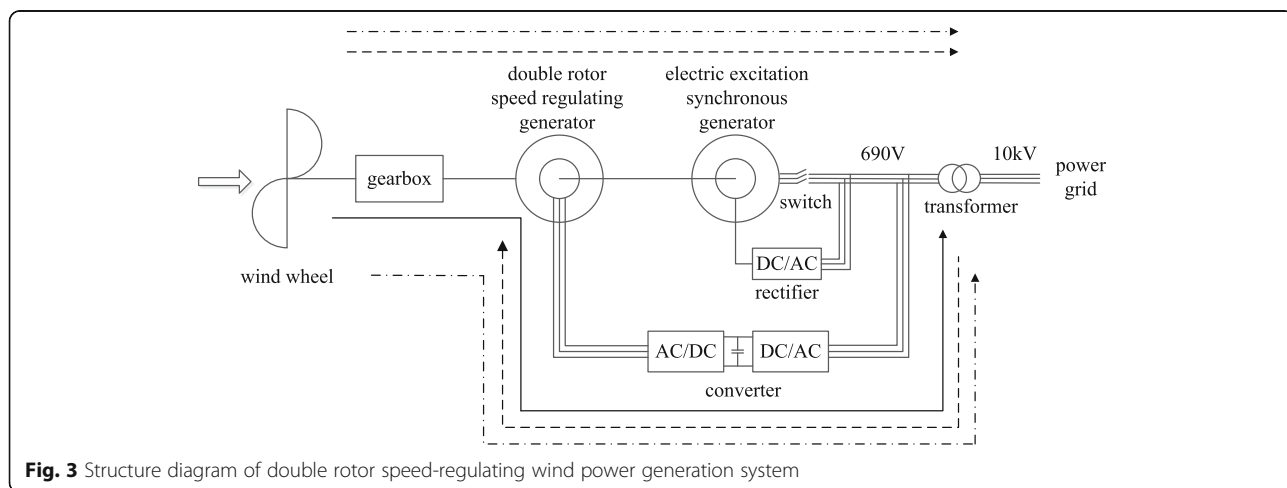 double rotor
speed regulating
generator
electric excitation
synchronous
generator
690V
10kV
power
grid
gearbox
switch
transformer
wind wheel
DC/AC
rectifier
AC/DC
DC/AC
converter
Fig. 3 Structure diagram of double rotor speed-regulating wind power generation system